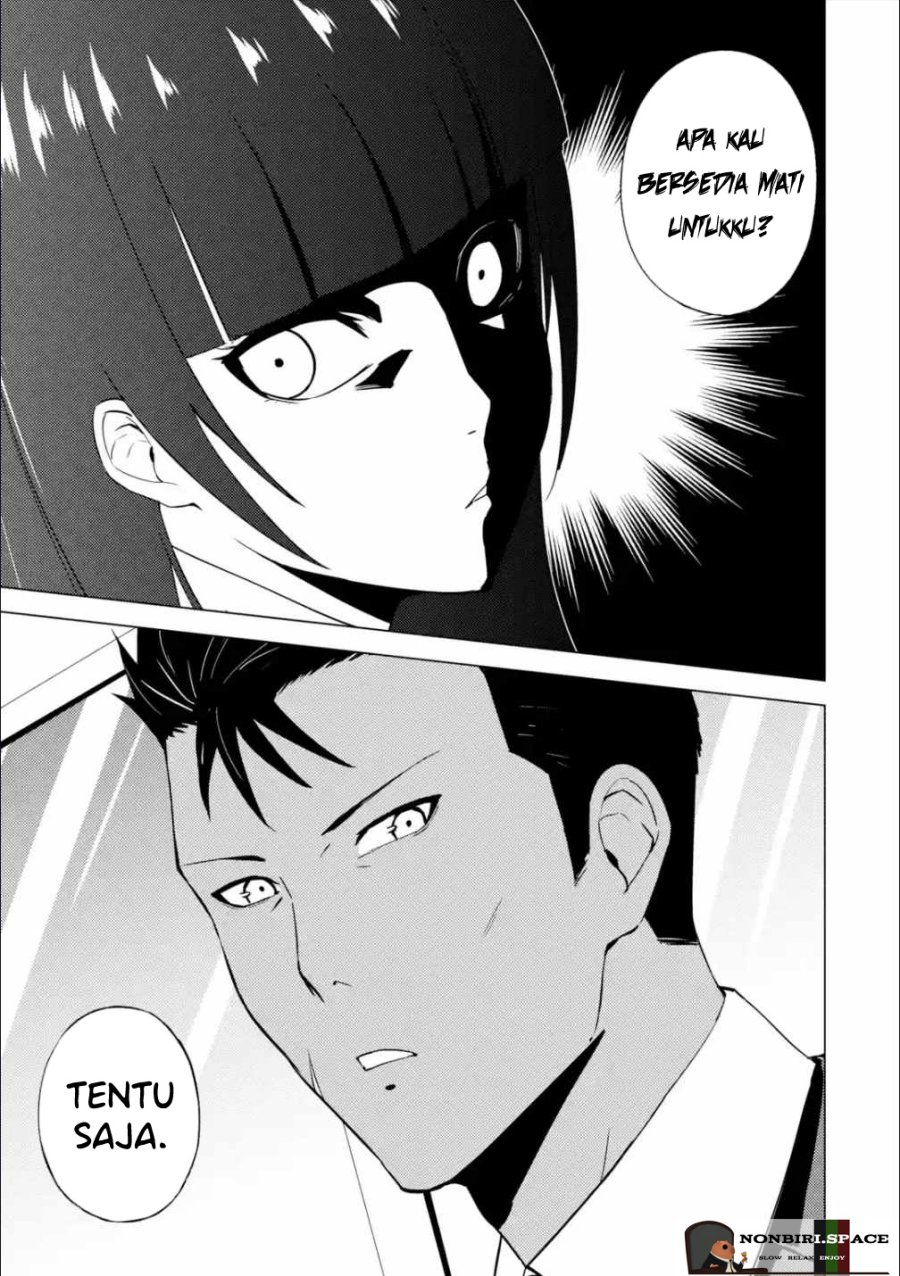 APA KAU
BERSEDIA MATI
UNTUKKU?
TENTU
SAJA.
NONBIRI.SPACE
SLOW RELAX ENJOY